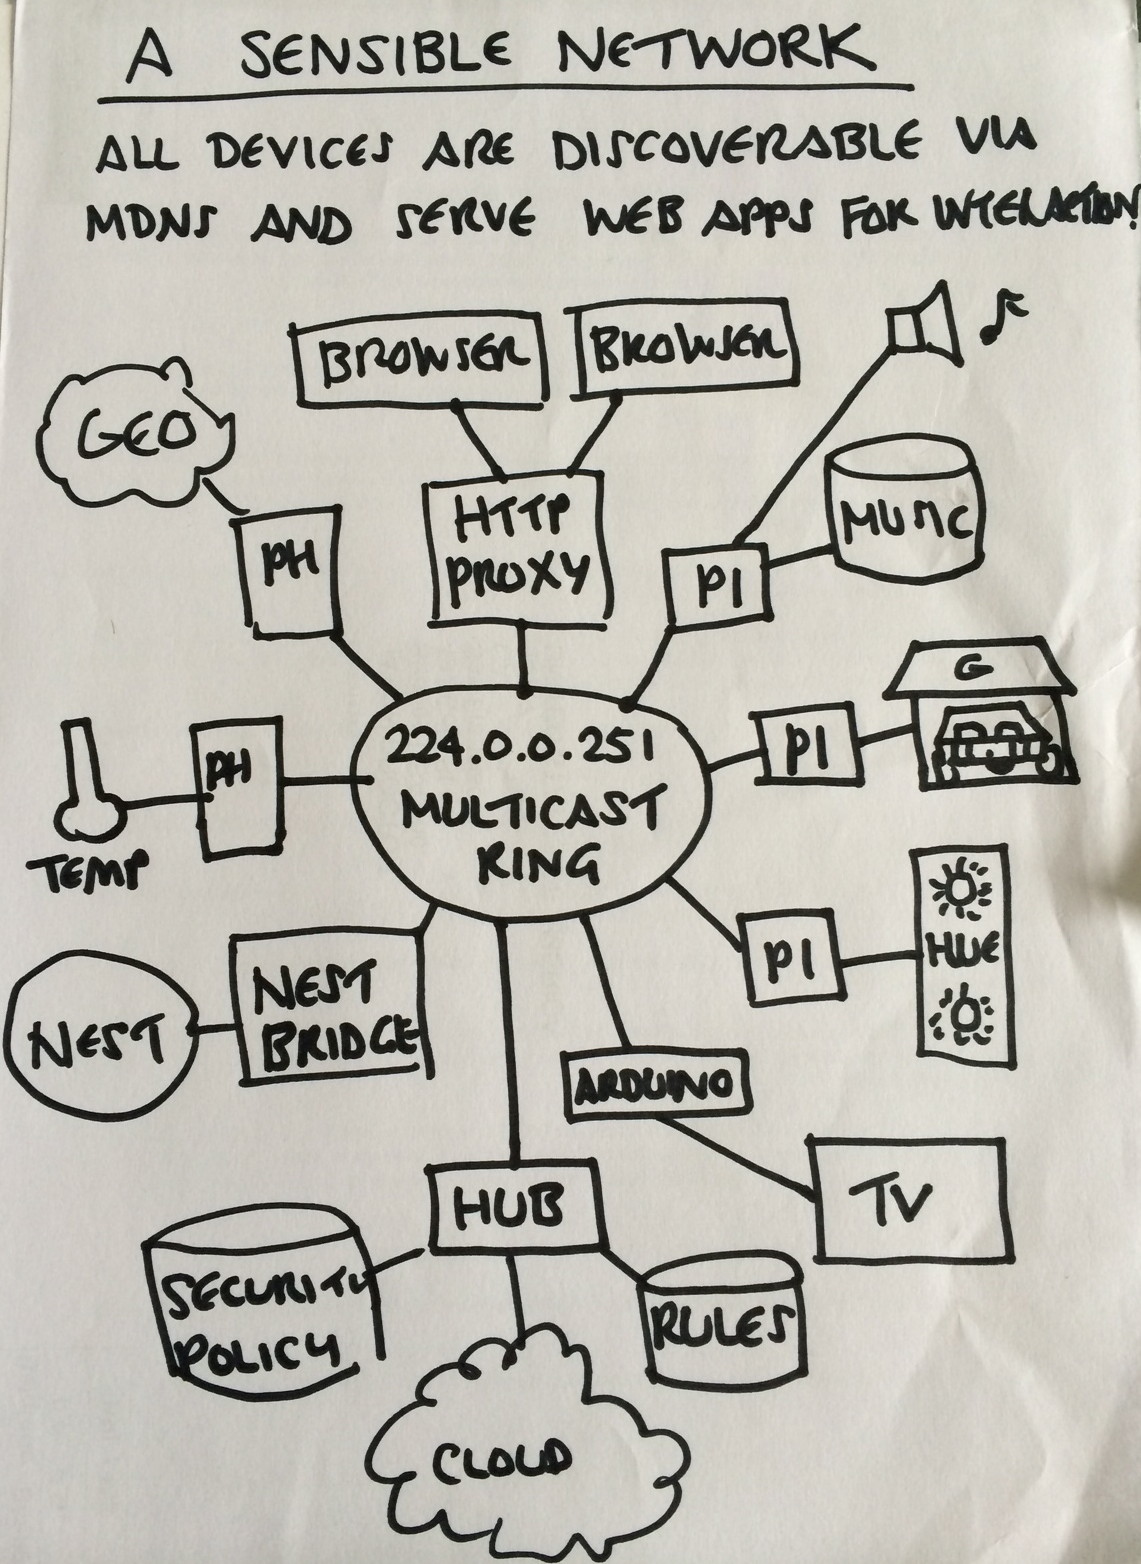 A SENSIBLE NETWORK
ALL DEVICES ARE DISCOVERABLE VIA
MDNS AND SERVE WEB APPS FOR INTERACTION!
BROWSER
BROWSER
GEO
HTTP
PROXY
MUSIC
PH
PI
G
224.0.0.251
MULTICAST
RING
PI
PH
TEMP
HUE
PI
NEST
BRIDGE
NEST
ARDUINO
TV
HUB
SECURITY
POLICY
RULES
CLOUD